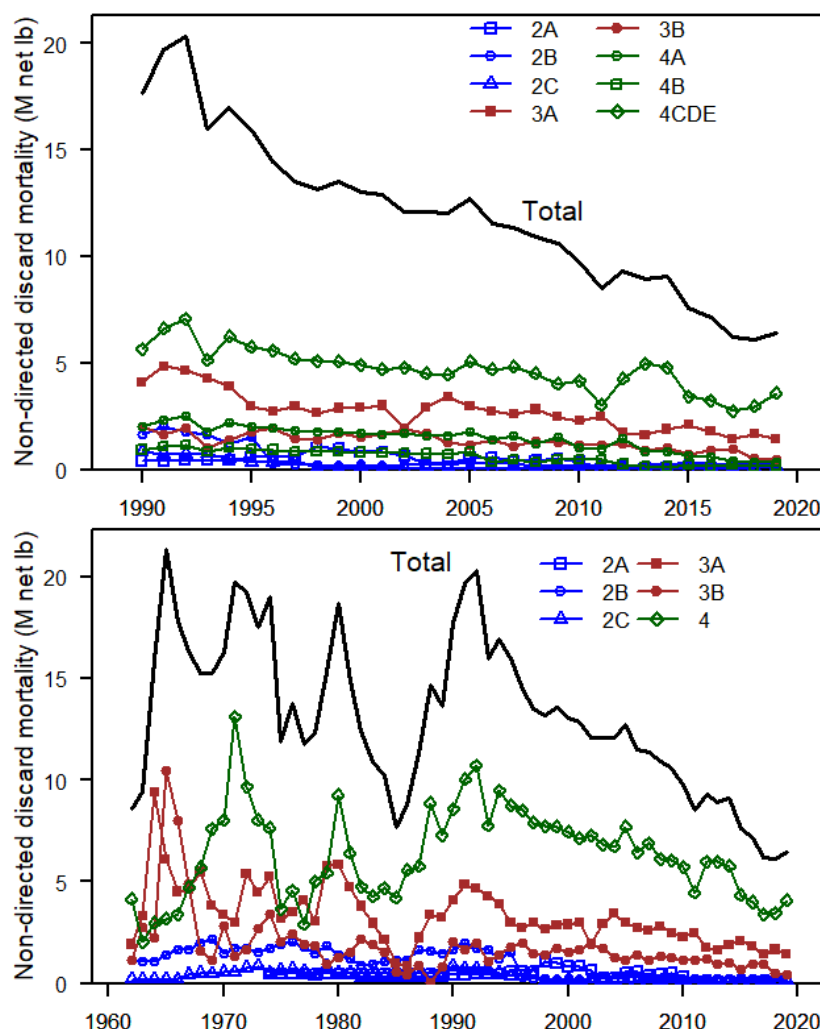 Non-directed discard mortality (M net lb)
20
15
10
5
0
2A
2B
2C
3A
3B
4A
4B
4CDE
Total
1990 1995 2000 2005 2010 2015 2020
Non-directed discard mortality (M net lb)
20
15
10
5
0
Total
2A
2B
2C
3A
3B
4
1960 1970 1980 1990 2000 2010 2020